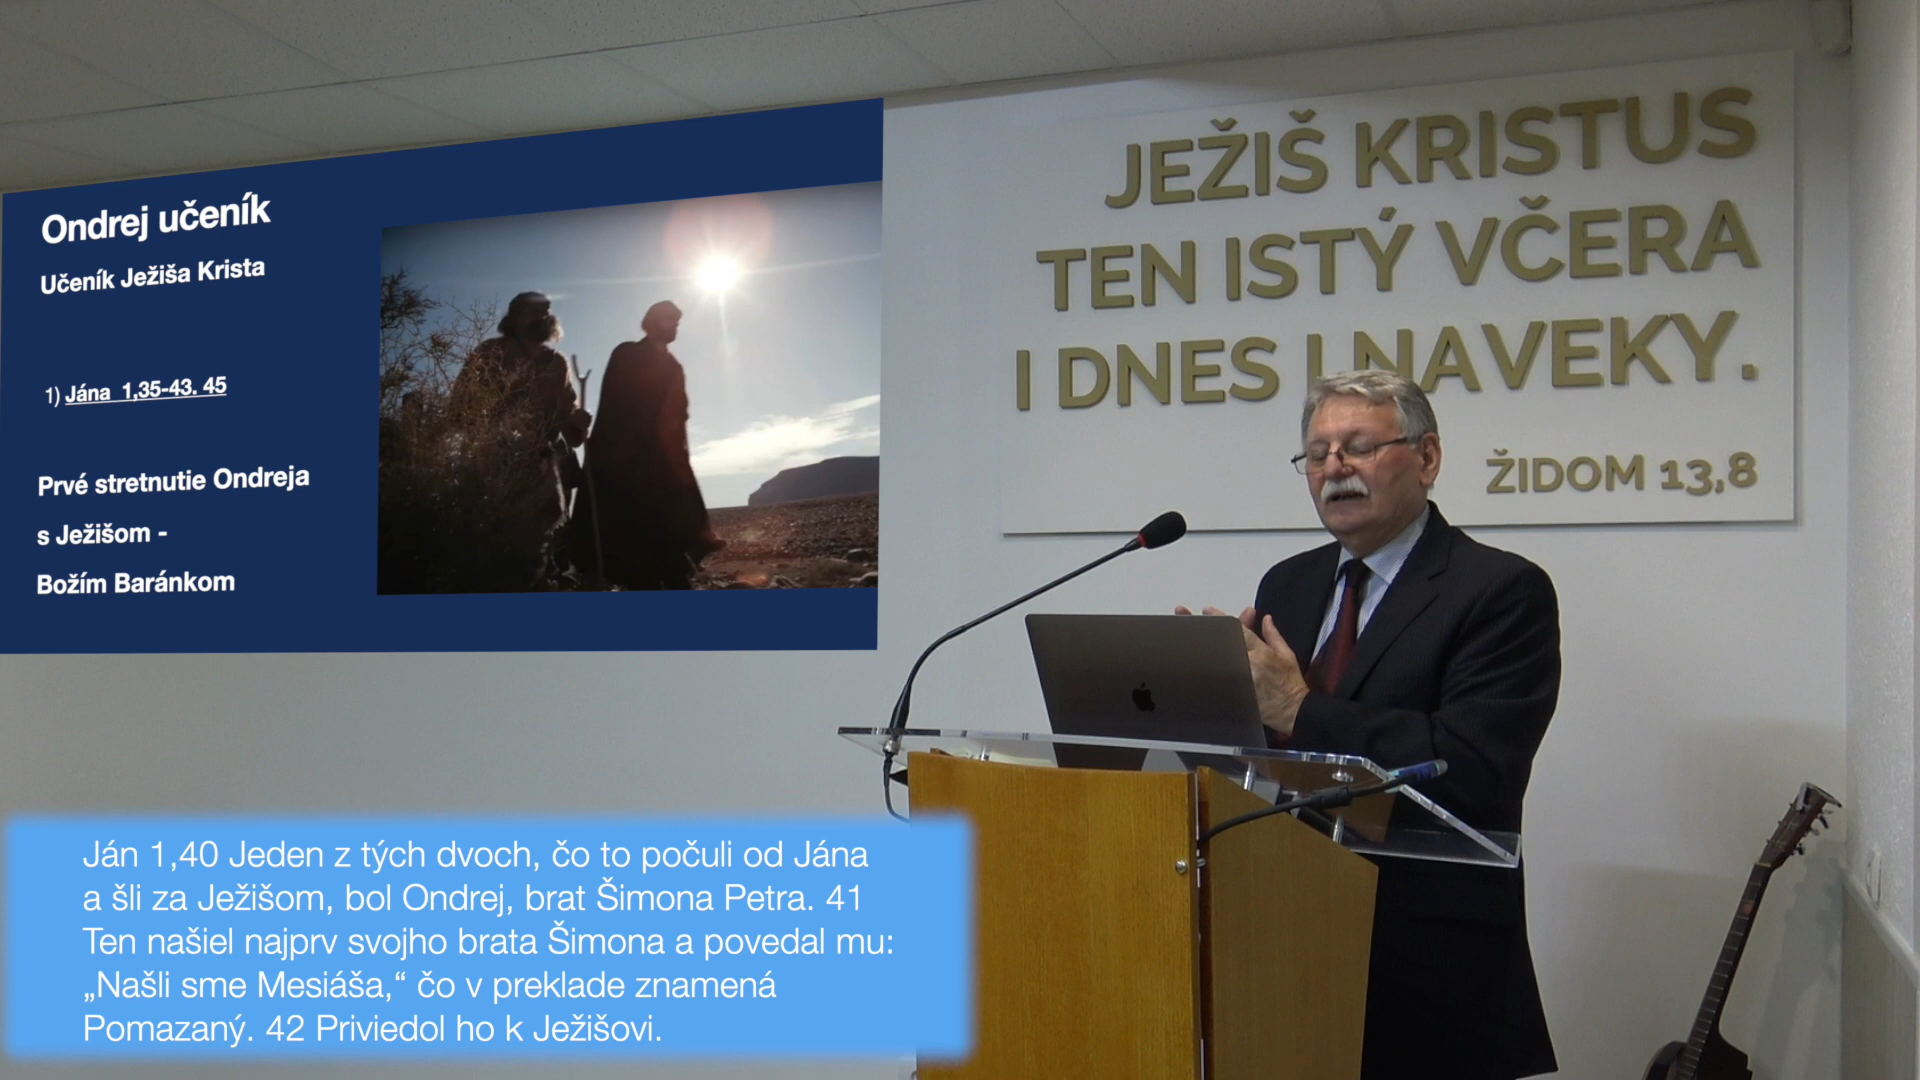 Ondrej učeník
Učeník Ježiša Krista
1) Jána 1,35-43. 45
Prvé stretnutie Ondreja
s Ježišom -
Božím Baránkom
JEŽIŠ KRISTUS
TEN ISTÝ VČERA
I DNES I NAVEKY.
ŽIDOM 13,8
Ján 1,40 Jeden z tých dvoch, čo to počuli od Jána
a šli za Ježišom, bol Ondrej, brat Šimona Petra. 41
Ten našiel najprv svojho brata Šimona a povedal mu:
„Našli sme Mesiáša,“ čo v preklade znamená
Pomazaný. 42 Priviedol ho k Ježišovi.